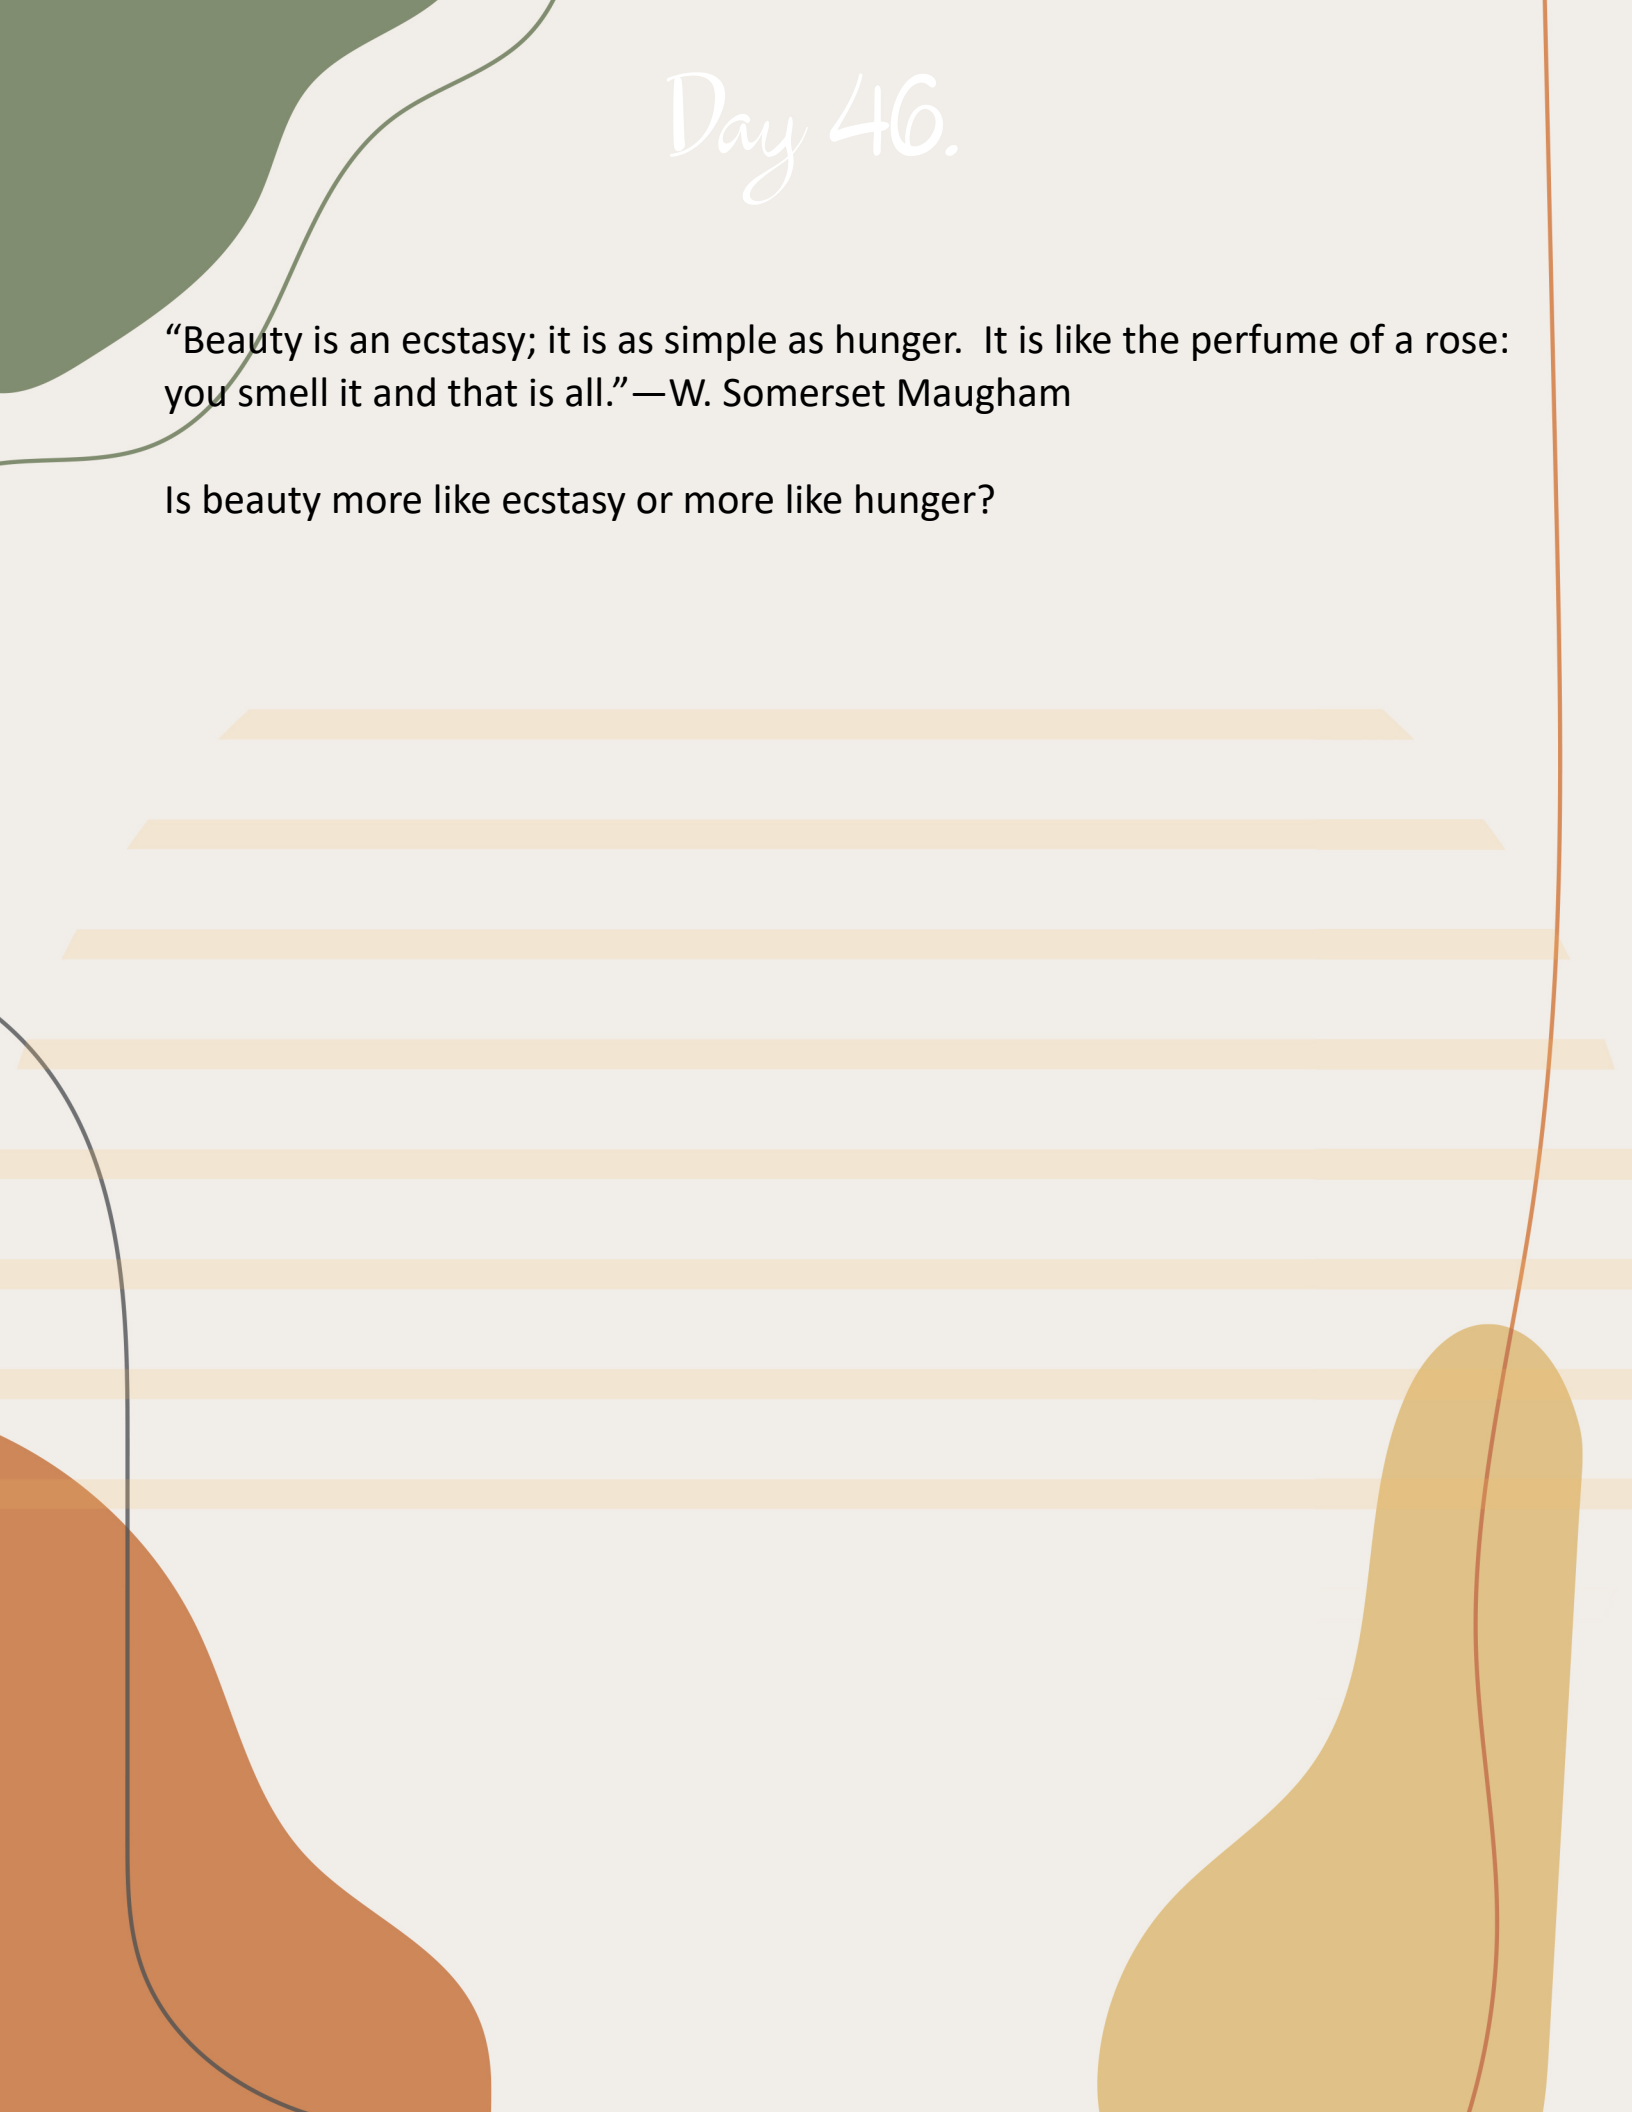 Day 46.
“Beauty is an ecstasy; it is as simple as hunger.  It is like the perfume of a rose:
you smell it and that is all.”—W. Somerset Maugham
Is beauty more like ecstasy or more like hunger?